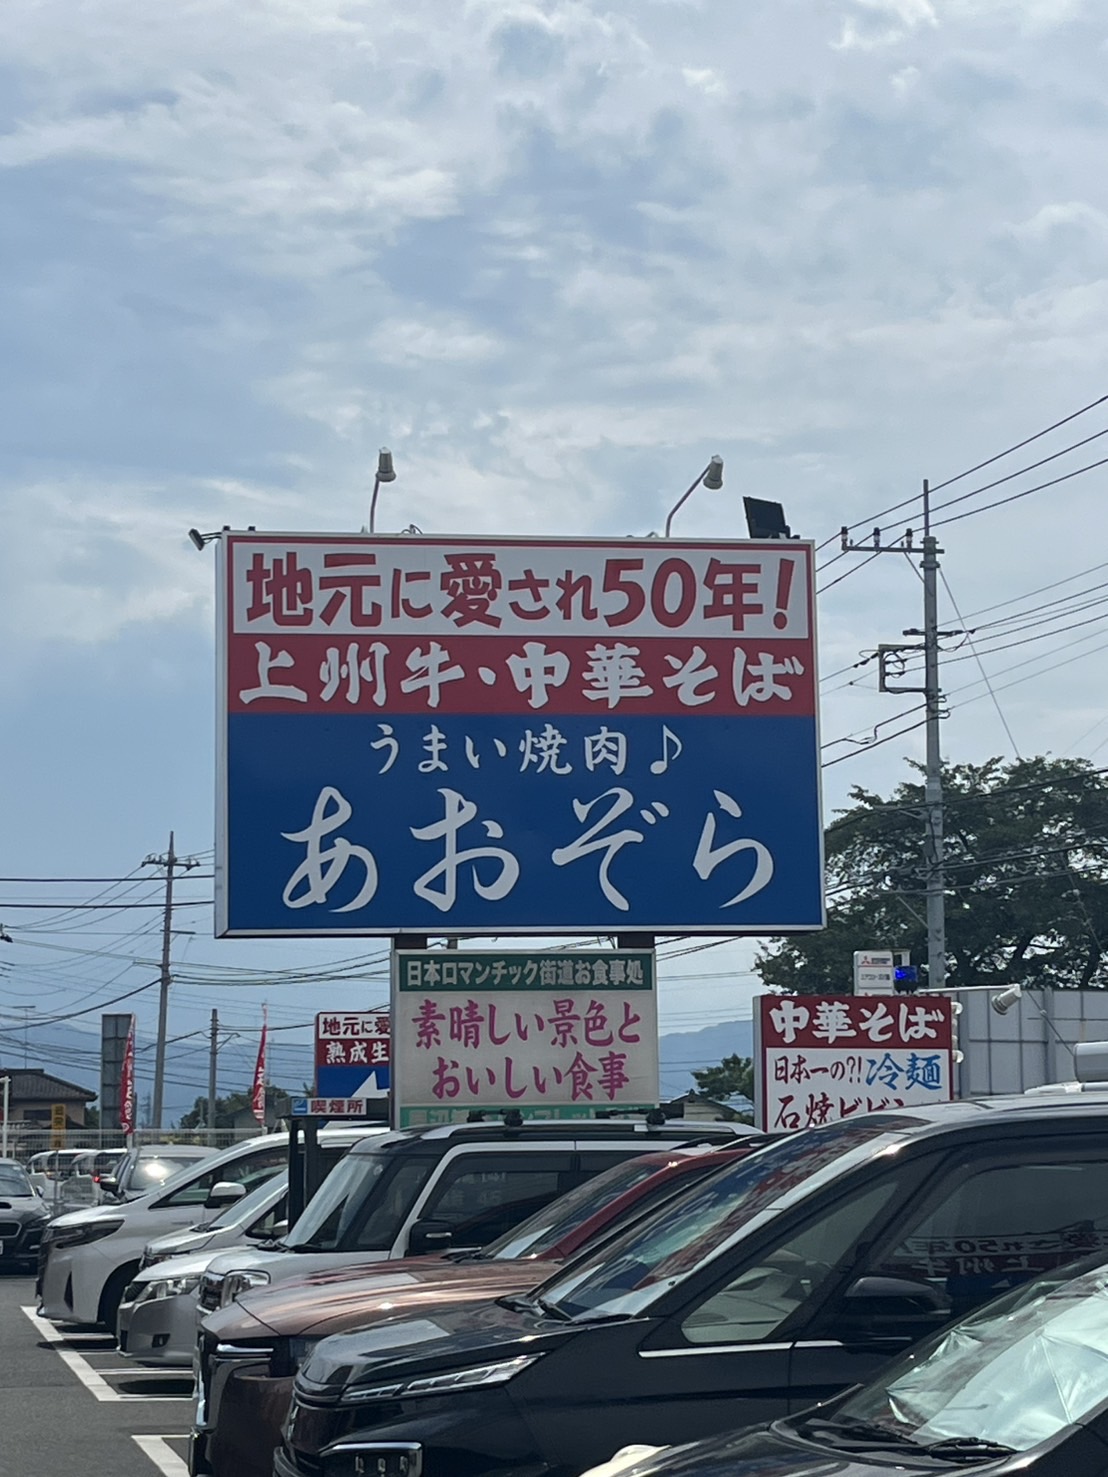 地元に愛され50年!
上州牛・中華そば
うまい焼肉♪
あおぞら
日本ロマンチック街道お食事処
素晴しい景色と
おいしい食事
地元に愛
熟成生
喫煙所
中華そば
日本一の?!冷麺
石焼ビビン